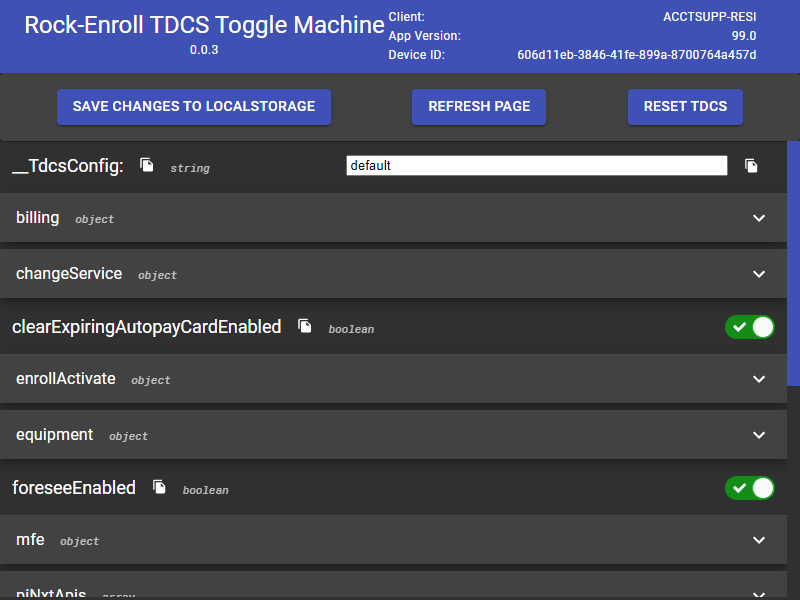 Rock-Enroll TDCS Toggle Machine
0.0.3
Client: ACCTSUPP-RESI
App Version: 99.0
Device ID: 606d11eb-3846-41fe-899a-8700764a457d
SAVE CHANGES TO LOCALSTORAGE REFRESH PAGE RESET TDCS
__TdcsConfig: string default
billing object
changeService object
clearExpiringAutopayCardEnabled boolean
enrollActivate object
equipment object
foreseeEnabled boolean
mfe object
piNxtApis array